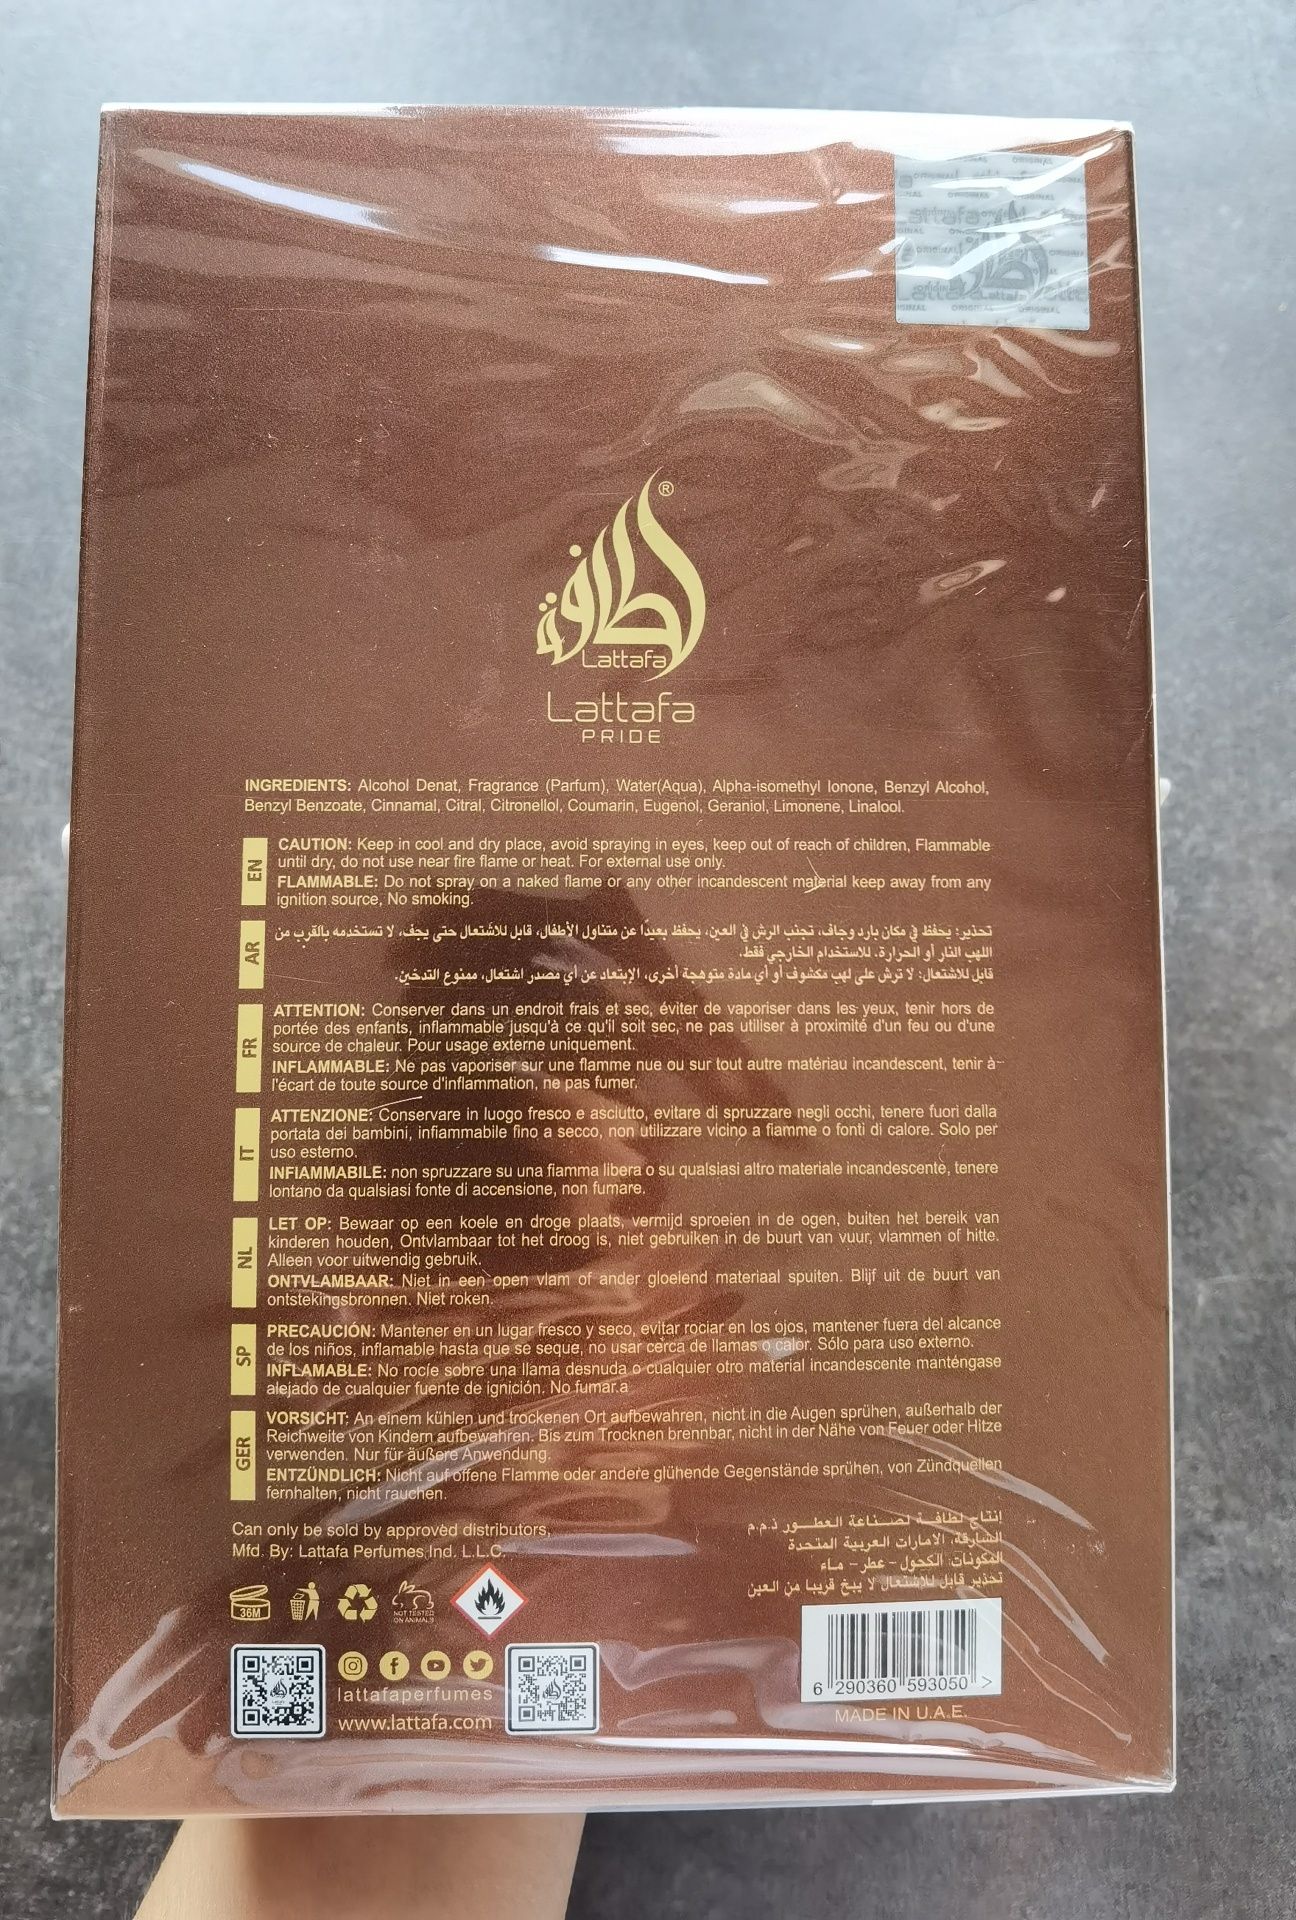 لطافة
®
Lattafa
Lattafa
PRIDE
INGREDIENTS: Alcohol Denat, Fragrance (Parfum), Water(Aqua), Alpha-isomethyl Ionone, Benzyl Alcohol,
Benzyl Benzoate, Cinnamal, Citral, Citronellol, Coumarin, Eugenol, Geraniol, Limonene, Linalool.
EN
CAUTION: Keep in cool and dry place, avoid spraying in eyes, keep out of reach of children, Flammable
until dry, do not use near fire flame or heat. For external use only.
FLAMMABLE: Do not spray on a naked flame or any other incandescent material keep away from any
ignition source, No smoking.
AR
تحذير: يحفظ في مكان بارد وجاف، تجنب الرش في العين، يحفظ بعيدًا عن متناول الأطفال، قابل للاشتعال حتى يجف، لا تستخدمه بالقرب من
اللهب النار أو الحرارة. للاستخدام الخارجي فقط.
قابل للاشتعال: لا ترش على لهب مكشوف أو أي مادة متوهجة أخرى، الإبتعاد عن أي مصدر اشتعال، ممنوع التدخين.
FR
ATTENTION: Conserver dans un endroit frais et sec, éviter de vaporiser dans les yeux, tenir hors de
portée des enfants, inflammable jusqu'à ce qu'il soit sec, ne pas utiliser à proximité d'un feu ou d'une
source de chaleur. Pour usage externe uniquement.
INFLAMMABLE: Ne pas vaporiser sur une flamme nue ou sur tout autre matériau incandescent, tenir à
l'écart de toute source d'inflammation, ne pas fumer.
IT
ATTENZIONE: Conservare in luogo fresco e asciutto, evitare di spruzzare negli occhi, tenere fuori dalla
portata dei bambini, infiammabile fino a secco, non utilizzare vicino a fiamme o fonti di calore. Solo per
uso esterno.
INFIAMMABILE: non spruzzare su una fiamma libera o su qualsiasi altro materiale incandescente, tenere
lontano da qualsiasi fonte di accensione, non fumare.
NL
LET OP: Bewaar op een koele en droge plaats, vermijd sproeien in de ogen, buiten het bereik van
kinderen houden, Ontvlambaar tot het droog is, niet gebruiken in de buurt van vuur, vlammen of hitte.
Alleen voor uitwendig gebruik.
ONTVLAMBAAR: Niet in een open vlam of ander gloeiend materiaal spuiten. Blijf uit de buurt van
ontstekingsbronnen. Niet roken.
SP
PRECAUCIÓN: Mantener en un lugar fresco y seco, evitar rociar en los ojos, mantener fuera del alcance
de los niños, inflamable hasta que se seque, no usar cerca de llamas o calor. Sólo para uso externo.
INFLAMABLE: No rocíe sobre una llama desnuda o cualquier otro material incandescente manténgase
alejado de cualquier fuente de ignición. No fumar.a
GER
VORSICHT: An einem kühlen und trockenen Ort aufbewahren, nicht in die Augen sprühen, außerhalb der
Reichweite von Kindern aufbewahren. Bis zum Trocknen brennbar, nicht in der Nähe von Feuer oder Hitze
verwenden. Nur für äußere Anwendung.
ENTZÜNDLICH: Nicht auf offene Flamme oder andere glühende Gegenstände sprühen, von Zündquellen
fernhalten, nicht rauchen.
Can only be sold by approved distributors,
Mfd. By: Lattafa Perfumes Ind. L.L.C.
إنتاج لطافة لصناعة العطور ذ.م.م
الشارقة، الامارات العربية المتحدة
المكونات الكحول - عطر - ماء
تحذير قابل للاشتعال لا يبخ قريبا من العين
36M
NOT TESTED
ON ANIMALS
lattafaperfumes
www.lattafa.com
6 290360 593050 >
MADE IN U.A.E.